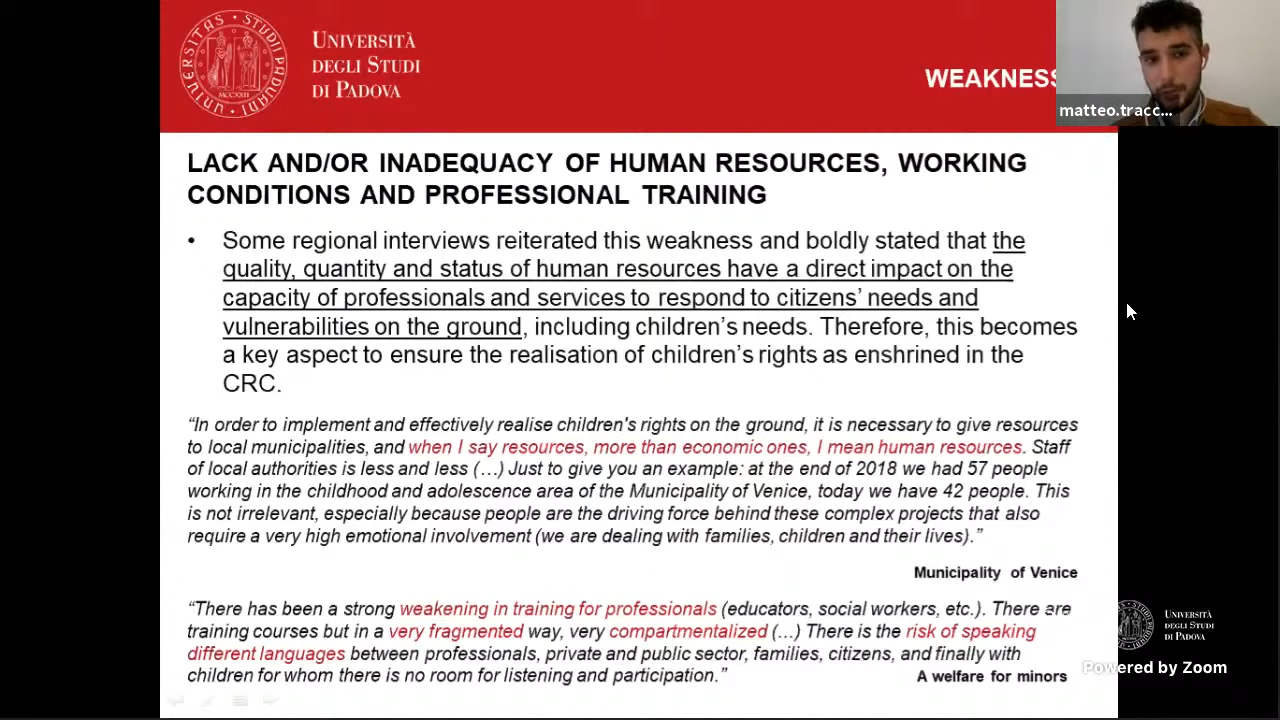 UNIVERSITÀ
DEGLI STUDI
DI PADOVA
WEAKNESS
matteo.tracc...
LACK AND/OR INADEQUACY OF HUMAN RESOURCES, WORKING
CONDITIONS AND PROFESSIONAL TRAINING
• Some regional interviews reiterated this weakness and boldly stated that the
quality, quantity and status of human resources have a direct impact on the
capacity of professionals and services to respond to citizens’ needs and
vulnerabilities on the ground, including children’s needs. Therefore, this becomes
a key aspect to ensure the realisation of children’s rights as enshrined in the
CRC.
“In order to implement and effectively realise children's rights on the ground, it is necessary to give resources
to local municipalities, and when I say resources, more than economic ones, I mean human resources. Staff
of local authorities is less and less (…) Just to give you an example: at the end of 2018 we had 57 people
working in the childhood and adolescence area of the Municipality of Venice, today we have 42 people. This
is not irrelevant, especially because people are the driving force behind these complex projects that also
require a very high emotional involvement (we are dealing with families, children and their lives).”
Municipality of Venice
“There has been a strong weakening in training for professionals (educators, social workers, etc.). There are
training courses but in a very fragmented way, very compartmentalized (…) There is the risk of speaking
different languages between professionals, private and public sector, families, citizens, and finally with
children for whom there is no room for listening and participation.”
A welfare for minors
UNIVERSITÀ
DEGLI STUDI
DI PADOVA
Powered by Zoom